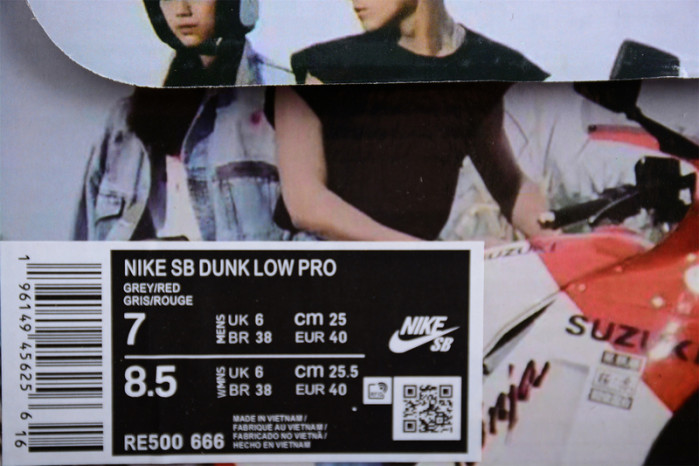 NIKE SB DUNK LOW PRO
GREY/RED
GRIS/ROUGE
7 MENS UK 6 cm 25
BR 38 EUR 40
8.5 WMNS UK 6 cm 25.5
BR 38 EUR 40
RE500 666
MADE IN VIETNAM /
FABRIQUE AU VIETNAM /
FABRICADO NO VIETNÃ /
HECHO EN VIETNAM
NIKE
SB
1 96149 45625 6 16
SUZUKI
SUZUKI